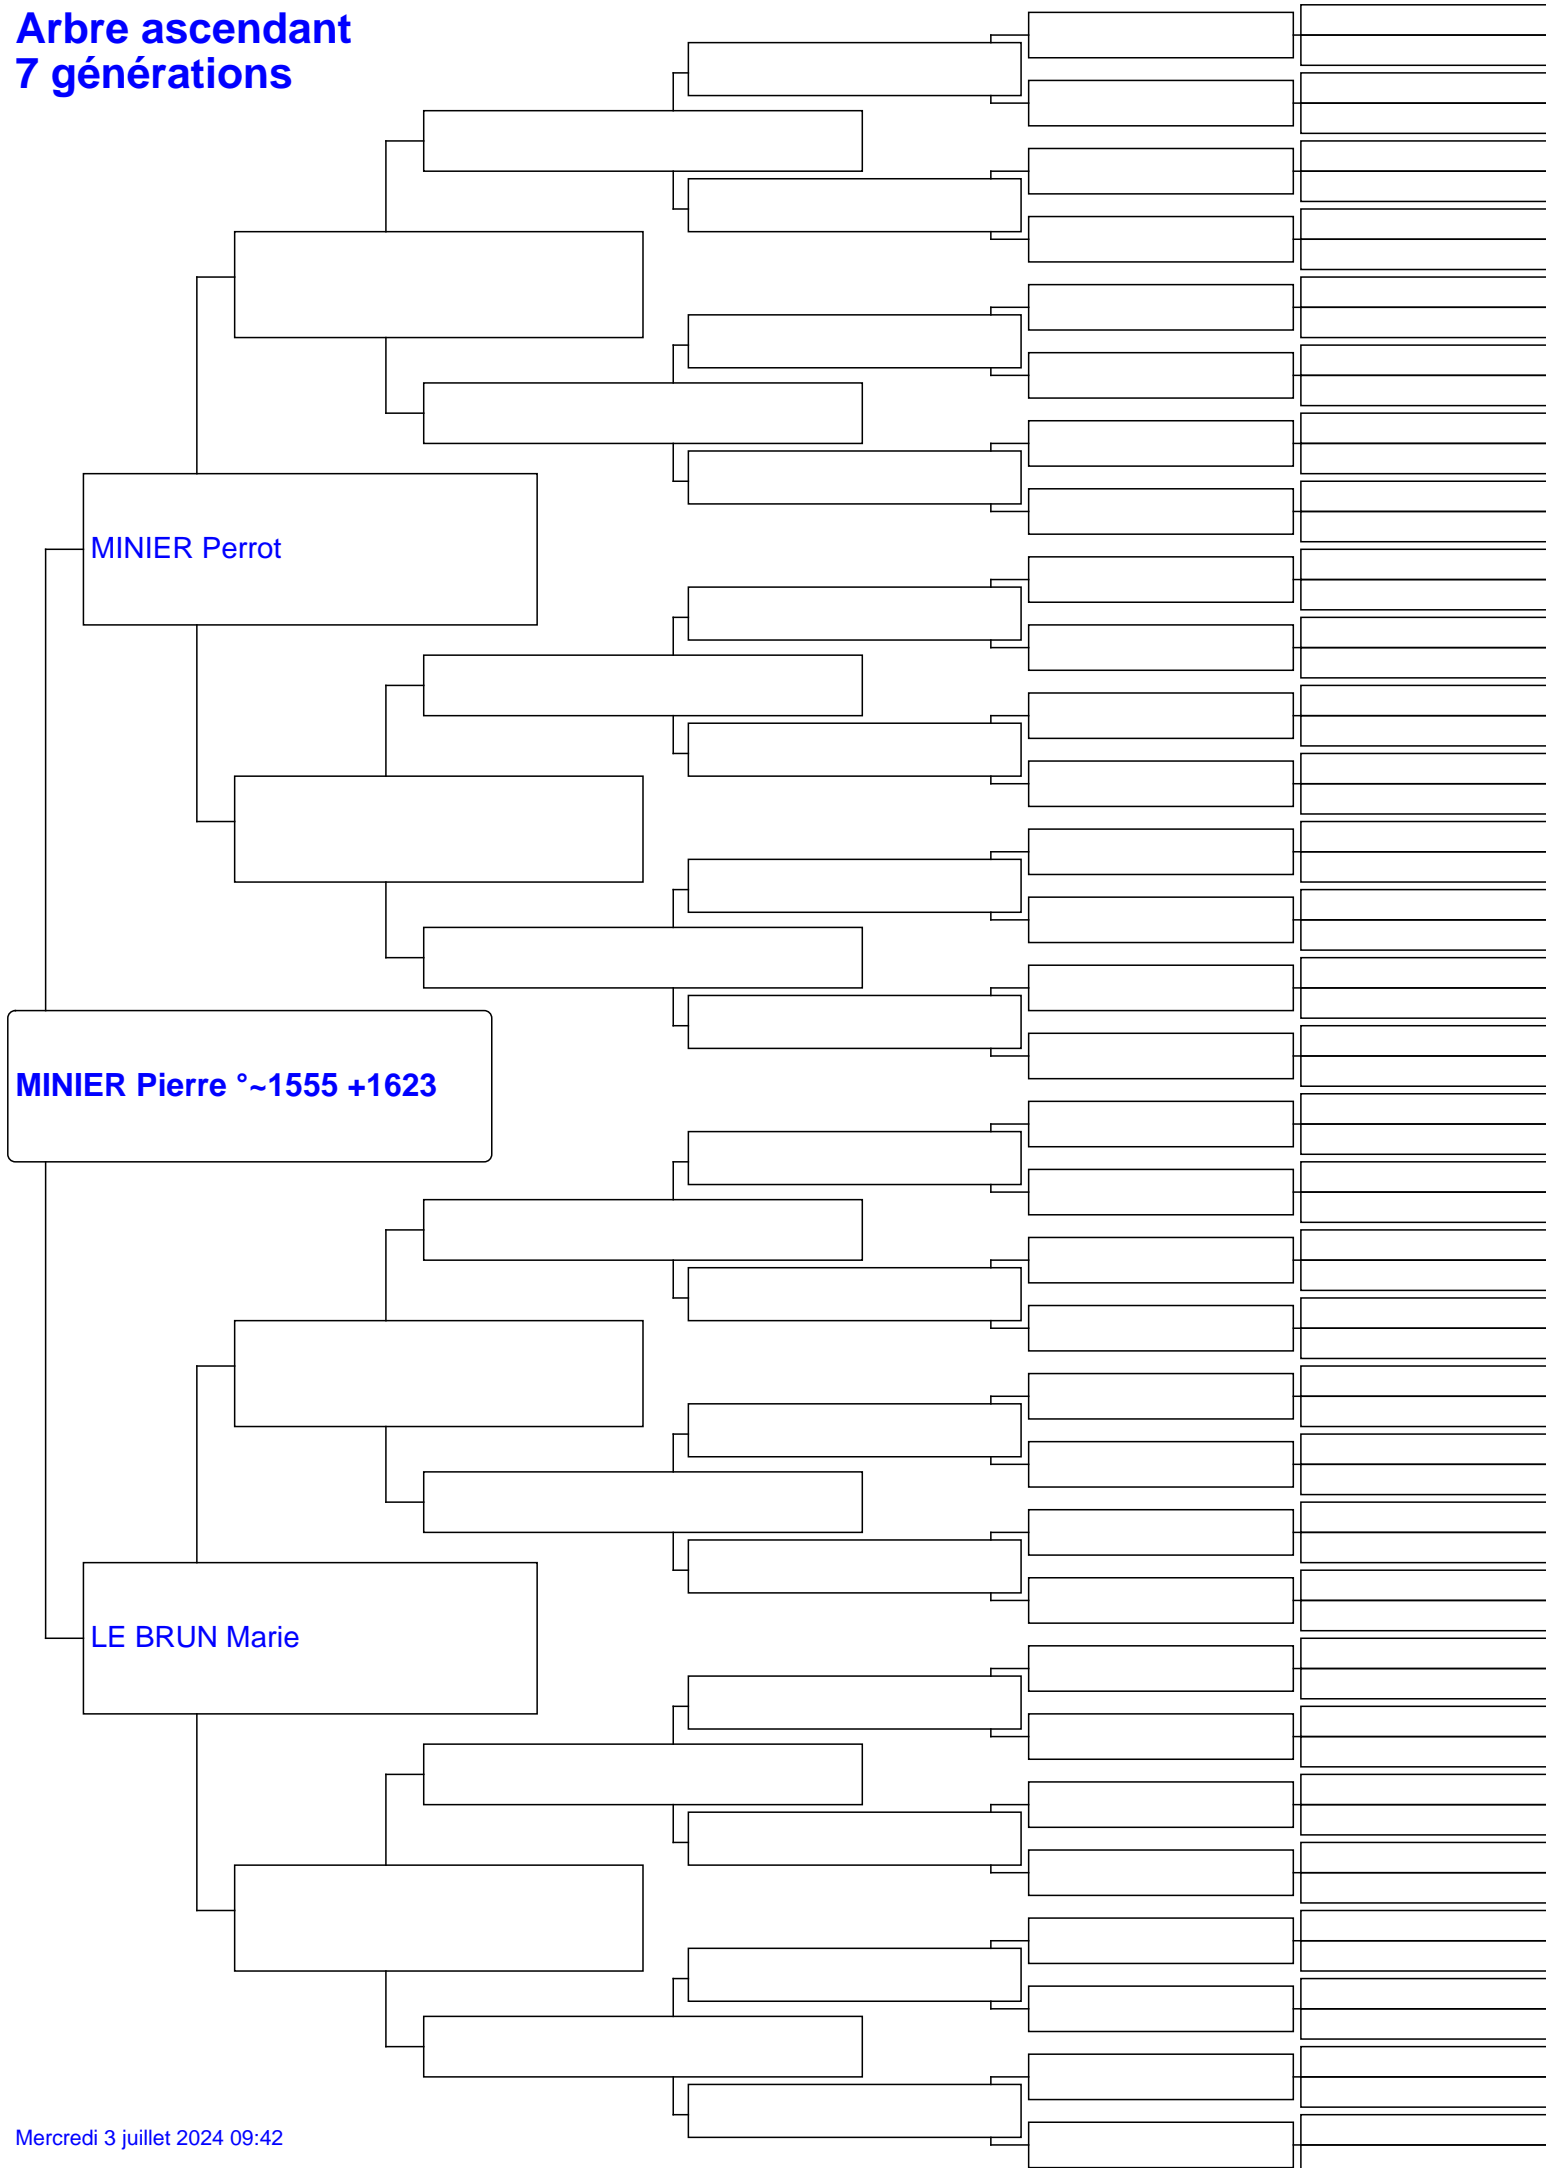 Arbre ascendant
7 générations
MINIER Perrot
MINIER Pierre °~1555 +1623
LE BRUN Marie
Mercredi 3 juillet 2024 09:42